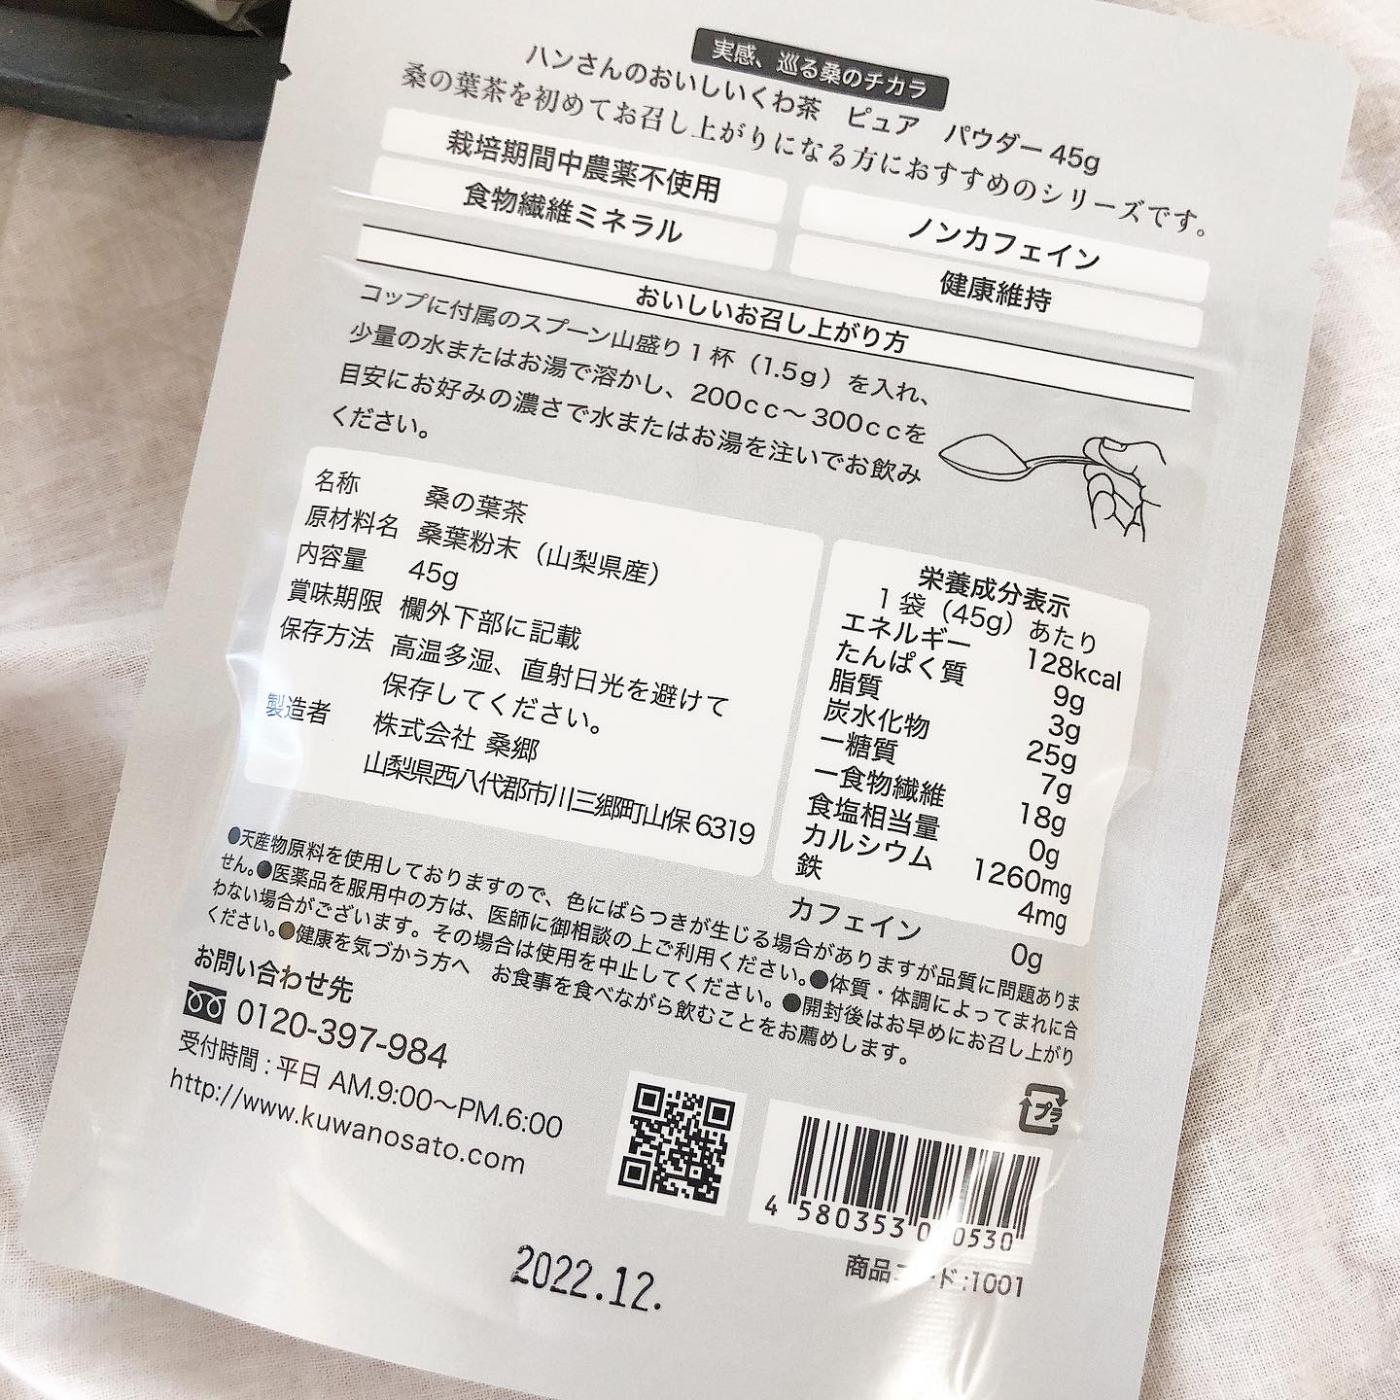 実感、巡る桑のチカラ
ハンさんのおいしいくわ茶 ピュア パウダー 45g
桑の葉茶を初めてお召し上がりになる方におすすめのシリーズです。
栽培期間中農薬不使用
ノンカフェイン
食物繊維ミネラル
健康維持
おいしいお召し上がり方
コップに付属のスプーン山盛り1杯（1.5g）を入れ、
少量の水またはお湯で溶かし、200cc〜300ccを
目安にお好みの濃さで水またはお湯を注いでお飲み
ください。
名称 桑の葉茶
原材料名 桑葉粉末（山梨県産）
内容量 45g
賞味期限 欄外下部に記載
保存方法 高温多湿、直射日光を避けて
保存してください。
製造者 株式会社 桑郷
山梨県西八代郡市川三郷町山保 6319
栄養成分表示
1袋（45g）あたり
エネルギー 128kcal
たんぱく質 9g
脂質 3g
炭水化物 25g
ー糖質 7g
ー食物繊維 18g
食塩相当量 0g
カルシウム 1260mg
鉄 4mg
カフェイン 0g
●天産物原料を使用しておりますので、色にばらつきが生じる場合がありますが品質に問題ありま
せん。●医薬品を服用中の方は、医師に御相談の上ご利用ください。●体質・体調によってまれに合
わない場合がございます。その場合は使用を中止してください。●開封後はお早めにお召し上がり
ください。●健康を気づかう方へ お食事を食べながら飲むことをお薦めします。
お問い合わせ先
0120-397-984
受付時間 : 平日 AM.9:00〜PM.6:00
http://www.kuwanosato.com
プラ
4 580353 0 0530
商品 ド:1001
2022.12.